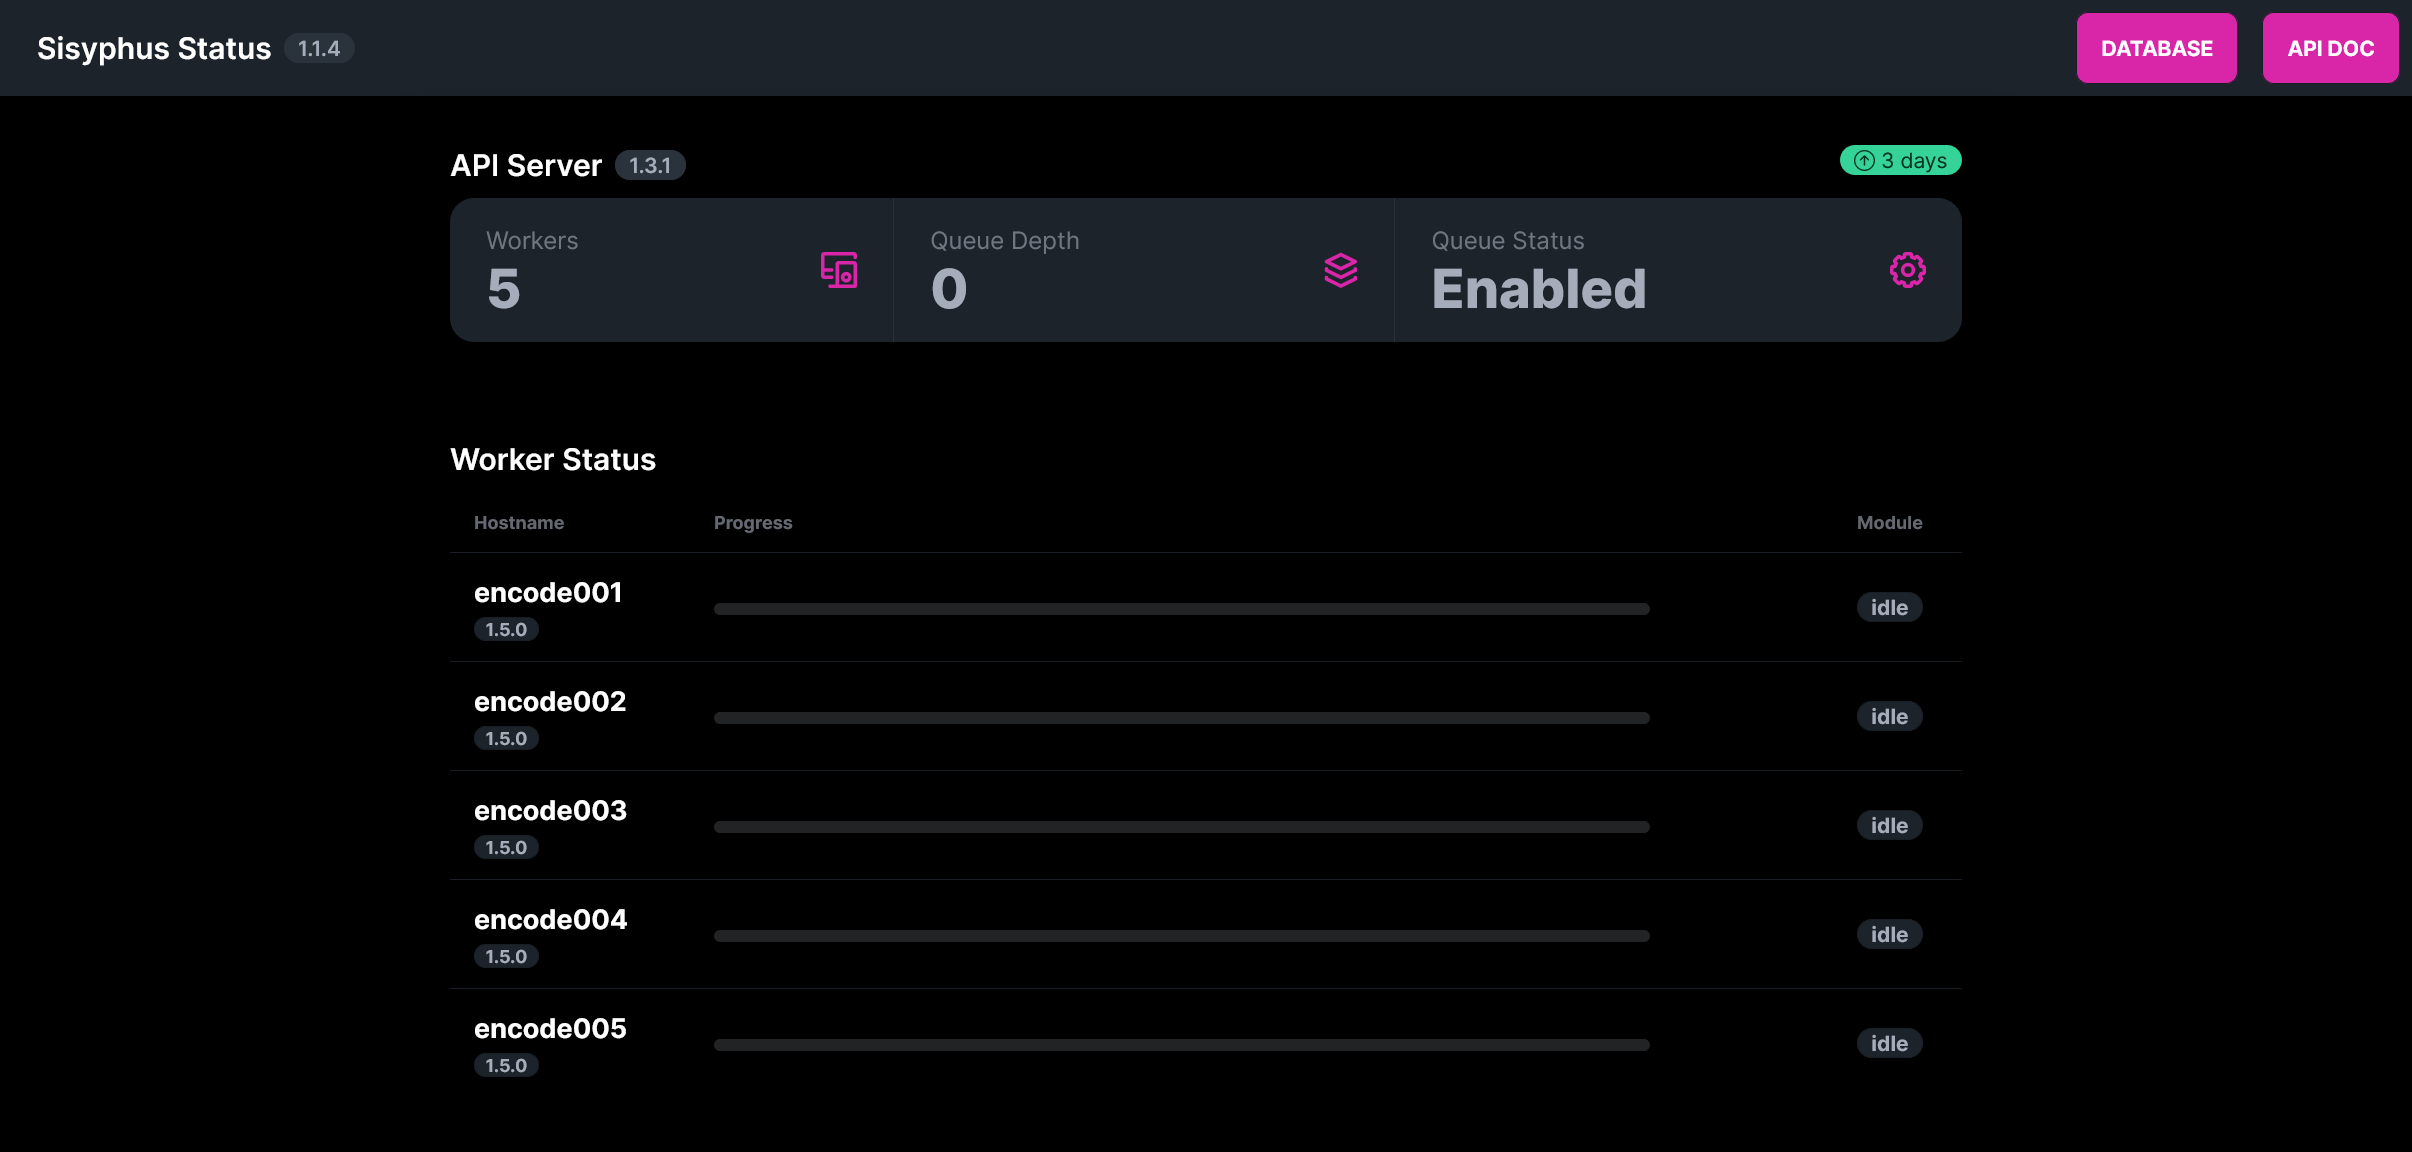 Sisyphus Status 1.1.4
DATABASE
API DOC
API Server 1.3.1
3 days
Workers
5
Queue Depth
0
Queue Status
Enabled
Worker Status
Hostname Progress Module
encode001
1.5.0
idle
encode002
1.5.0
idle
encode003
1.5.0
idle
encode004
1.5.0
idle
encode005
1.5.0
idle